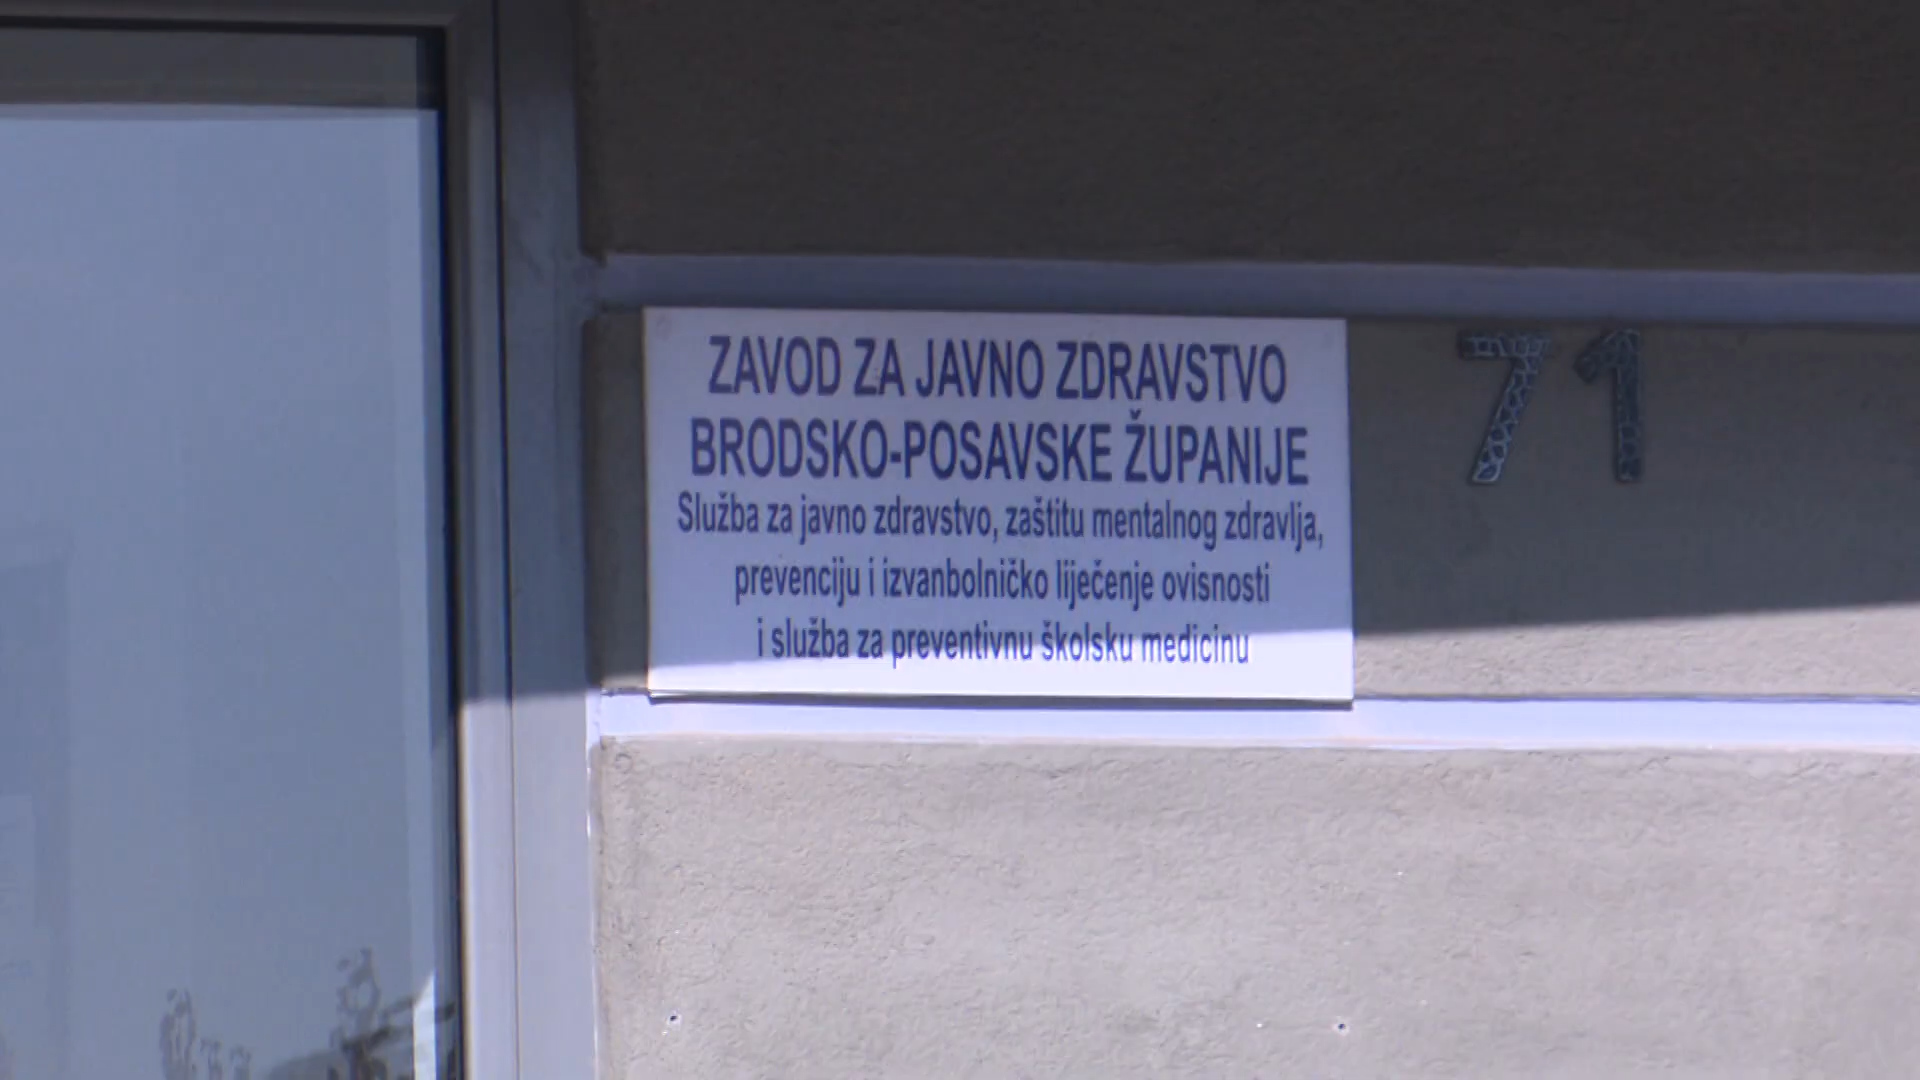 ZAVOD ZA JAVNO ZDRAVSTVO
BRODSKO-POSAVSKE ŽUPANIJE
Služba za javno zdravstvo, zaštitu mentalnog zdravlja,
prevenciju i izvanbolničko liječenje ovisnosti
i služba za preventivnu školsku medicinu
71